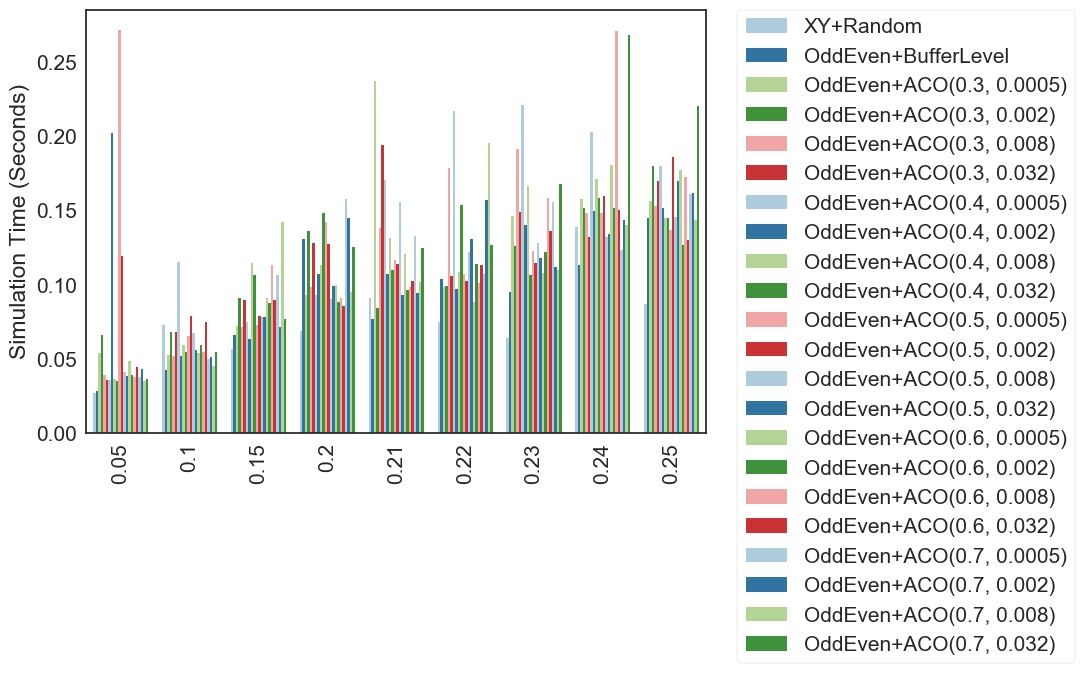 Simulation Time (Seconds)
0.25
0.20
0.15
0.10
0.05
0.00
0.05
0.1
0.15
0.2
0.21
0.22
0.23
0.24
0.25
XY+Random
OddEven+BufferLevel
OddEven+ACO(0.3, 0.0005)
OddEven+ACO(0.3, 0.002)
OddEven+ACO(0.3, 0.008)
OddEven+ACO(0.3, 0.032)
OddEven+ACO(0.4, 0.0005)
OddEven+ACO(0.4, 0.002)
OddEven+ACO(0.4, 0.008)
OddEven+ACO(0.4, 0.032)
OddEven+ACO(0.5, 0.0005)
OddEven+ACO(0.5, 0.002)
OddEven+ACO(0.5, 0.008)
OddEven+ACO(0.5, 0.032)
OddEven+ACO(0.6, 0.0005)
OddEven+ACO(0.6, 0.002)
OddEven+ACO(0.6, 0.008)
OddEven+ACO(0.6, 0.032)
OddEven+ACO(0.7, 0.0005)
OddEven+ACO(0.7, 0.002)
OddEven+ACO(0.7, 0.008)
OddEven+ACO(0.7, 0.032)